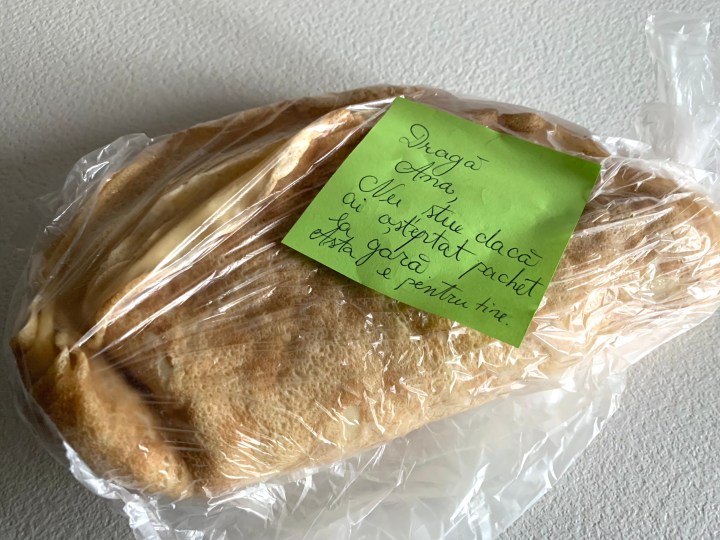 Dragă
Ana,
Nu știu dacă
ai așteptat pachet
la gară.
Asta e pentru tine.